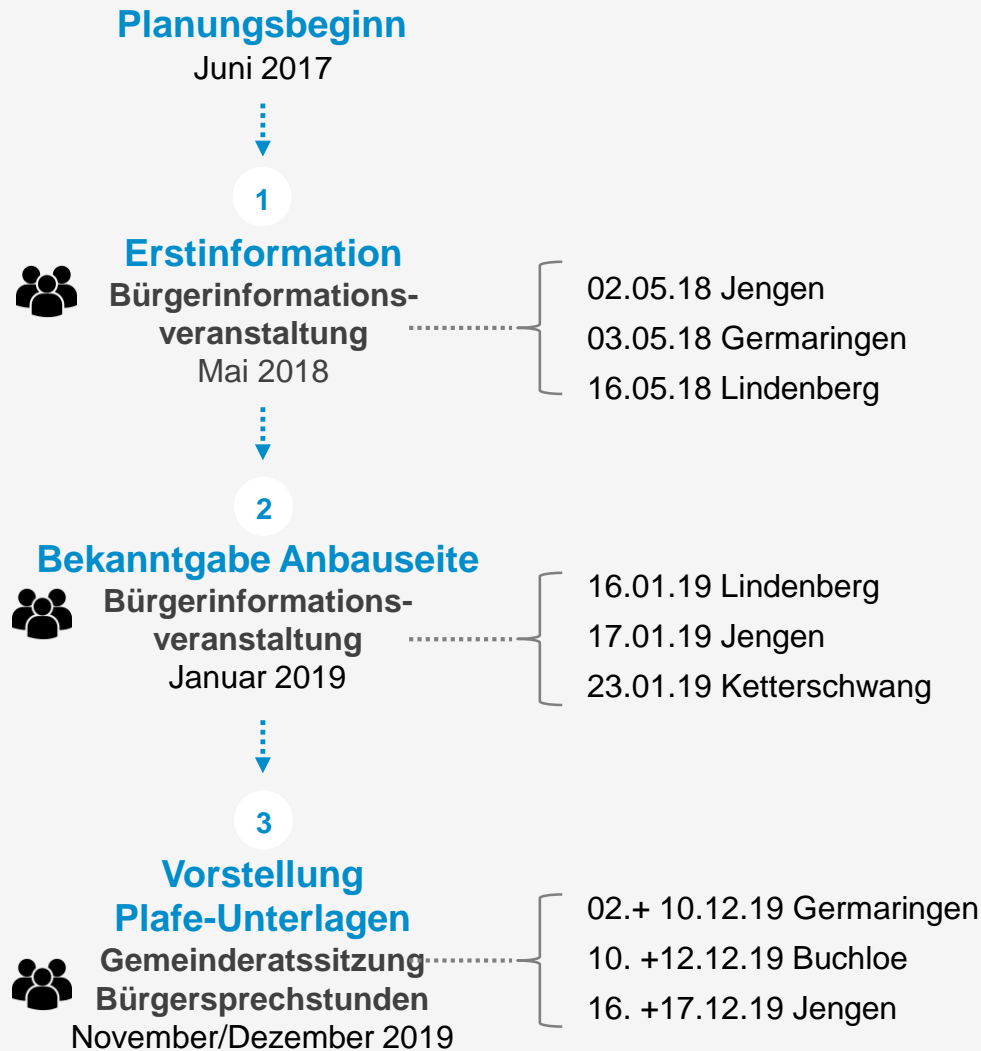 Planungsbeginn
Juni 2017
1
Erstinformation
Bürgerinformations-
veranstaltung
Mai 2018
02.05.18 Jengen
03.05.18 Germaringen
16.05.18 Lindenberg
2
Bekanntgabe Anbauseite
Bürgerinformations-
veranstaltung
Januar 2019
16.01.19 Lindenberg
17.01.19 Jengen
23.01.19 Ketterschwang
3
Vorstellung
Plafe-Unterlagen
Gemeinderatssitzung
Bürgersprechstunden
November/Dezember 2019
02.+ 10.12.19 Germaringen
10. +12.12.19 Buchloe
16. +17.12.19 Jengen